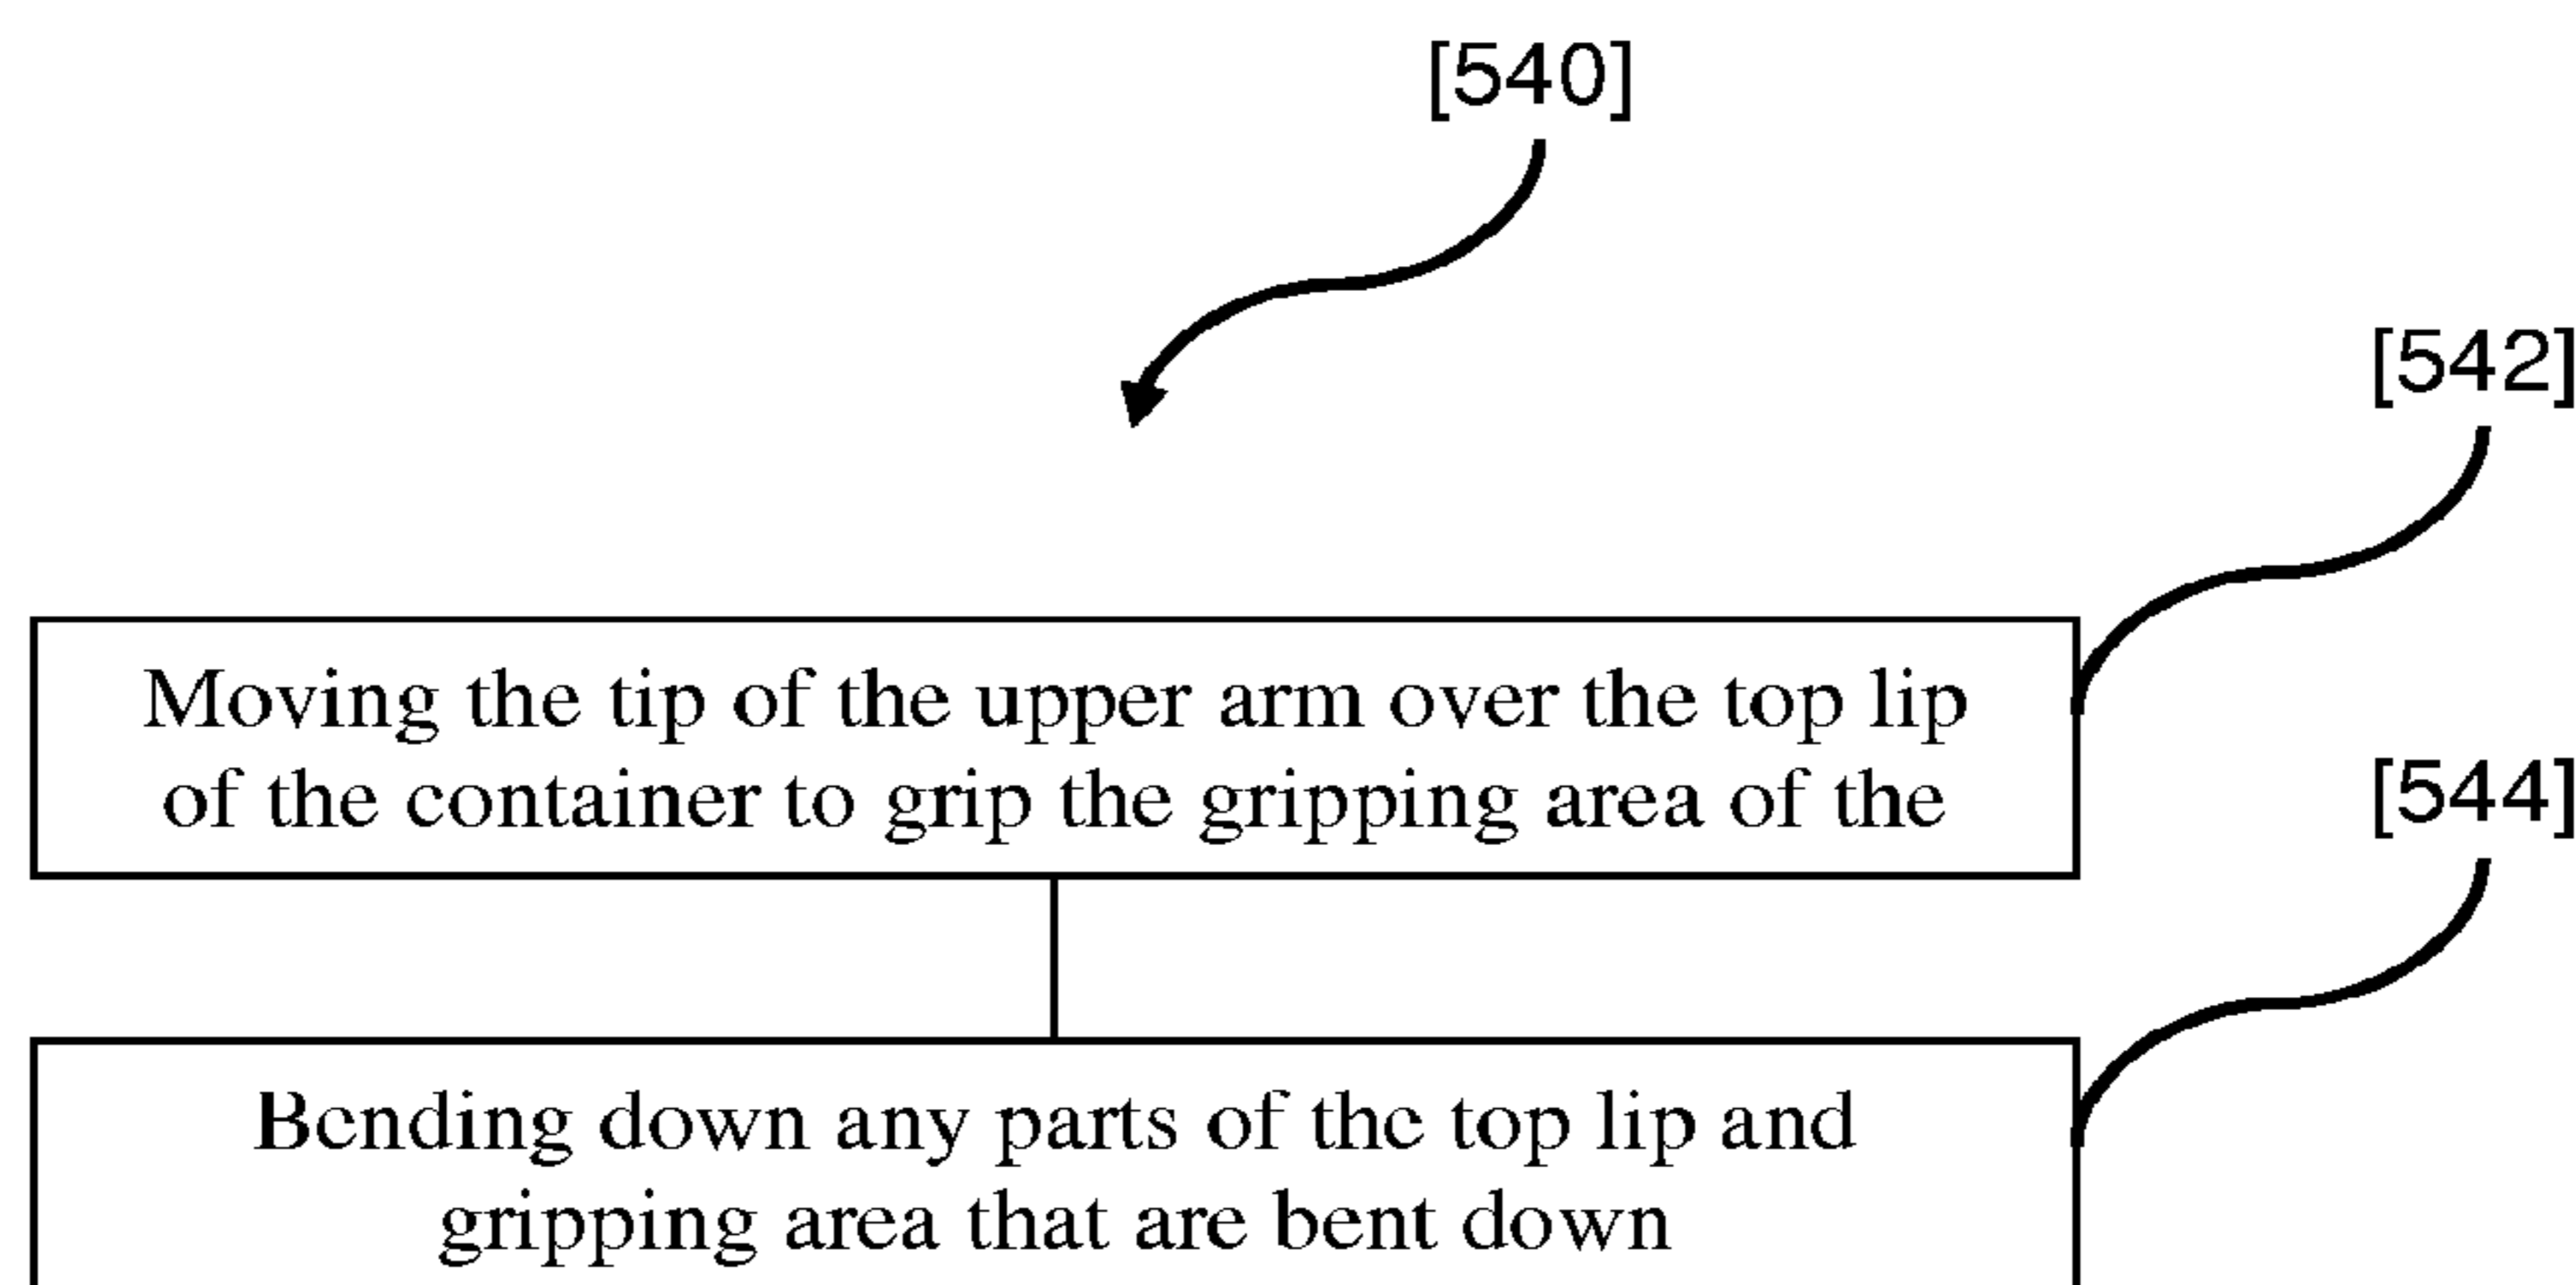 [540]
[542]
Moving the tip of the upper arm over the top lip
of the container to grip the gripping area of the
[544]
Bending down any parts of the top lip and
gripping area that are bent down